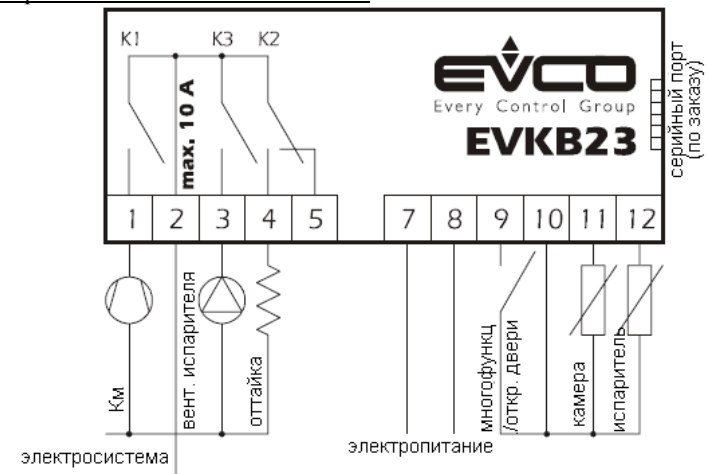 K1 K3 K2
max. 10 A
EVCO
Every Control Group
EVKB23
серийный порт
(по заказу)
1 2 3 4 5 7 8 9 10 11 12
Км
вент. испарителя
оттайка
многофункц
/откр. двери
камера
испаритель
электросистема
электропитание